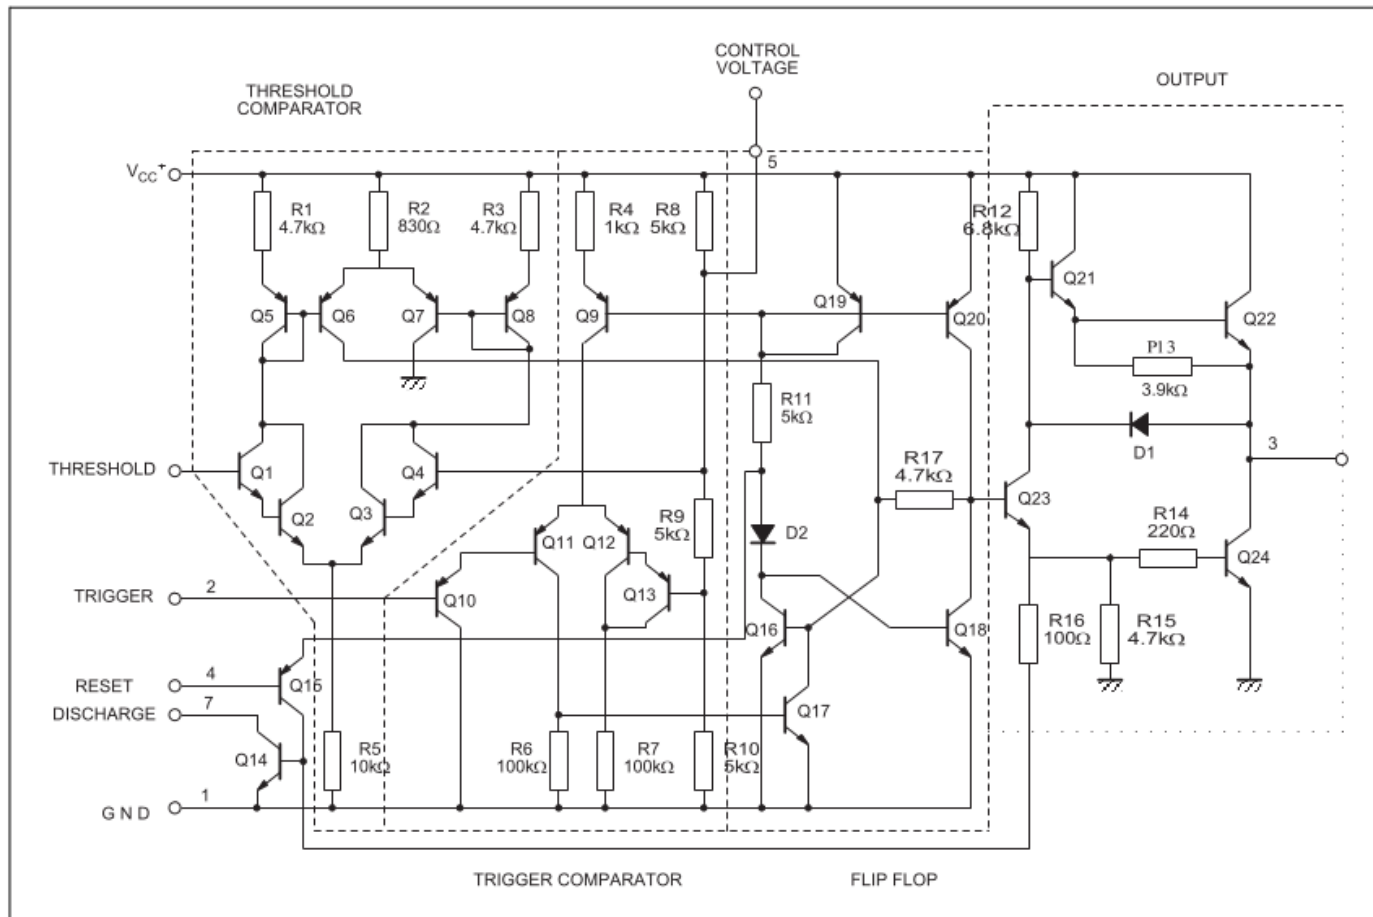 CONTROL
VOLTAGE
OUTPUT
THRESHOLD
COMPARATOR
5
VCC+
R1
4.7kΩ
R2
830Ω
R3
4.7kΩ
R4
1kΩ
R8
5kΩ
R12
6.8kΩ
Q5
Q6
Q7
Q8
Q9
Q19
Q20
Q21
Q22
P13
3.9kΩ
R11
5kΩ
D1
3
THRESHOLD
Q1
Q4
R17
4.7kΩ
Q2
Q3
R9
5kΩ
Q23
R14
220Ω
Q11
Q12
D2
Q24
TRIGGER
2
Q10
Q13
Q16
Q18
R16
100Ω
R15
4.7kΩ
RESET
4
Q15
DISCHARGE
7
Q17
Q14
R5
10kΩ
R6
100kΩ
R7
100kΩ
R10
5kΩ
GND
1
TRIGGER COMPARATOR
FLIP FLOP